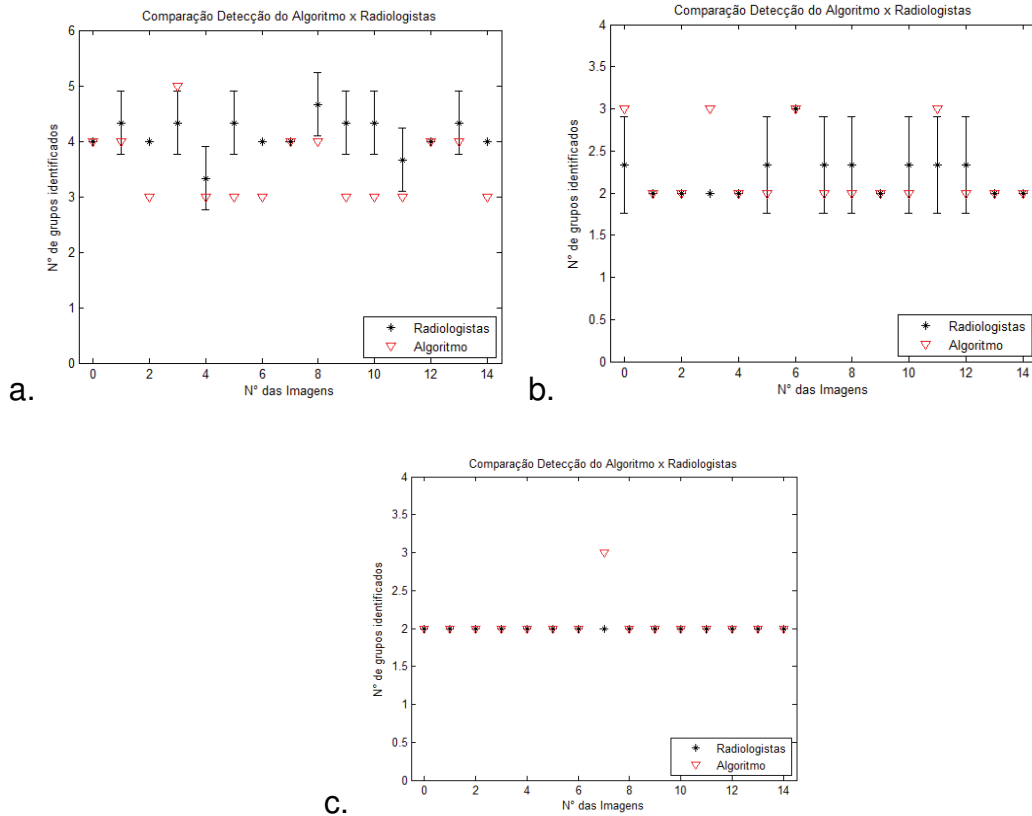 Comparação Detecção do Algoritmo x Radiologistas
6
5
4
3
2
1
0
N° de grupos identificados
Radiologistas
Algoritmo
0 2 4 6 8 10 12 14
N° das Imagens
a.
Comparação Detecção do Algoritmo x Radiologistas
4
3.5
3
2.5
2
1.5
1
0.5
0
N° de grupos identificados
Radiologistas
Algoritmo
0 2 4 6 8 10 12 14
N° das Imagens
b.
Comparação Detecção do Algoritmo x Radiologistas
4
3.5
3
2.5
2
1.5
1
0.5
0
N° de grupos identificados
Radiologistas
Algoritmo
0 2 4 6 8 10 12 14
N° das Imagens
c.